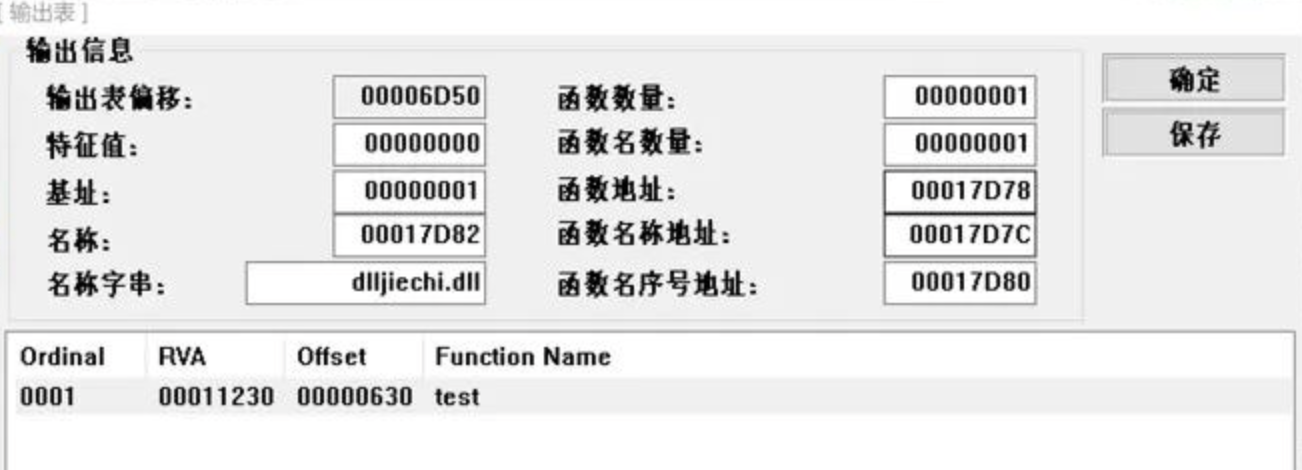 [ 输出表 ]
输出信息
输出表偏移: 00006D50 函数数量: 00000001 确定
特征值: 00000000 函数名数量: 00000001 保存
基址: 00000001 函数地址: 00017D78
名称: 00017D82 函数名称地址: 00017D7C
名称字串: dlljiechi.dll 函数名序号地址: 00017D80
Ordinal RVA Offset Function Name
0001 00011230 00000630 test